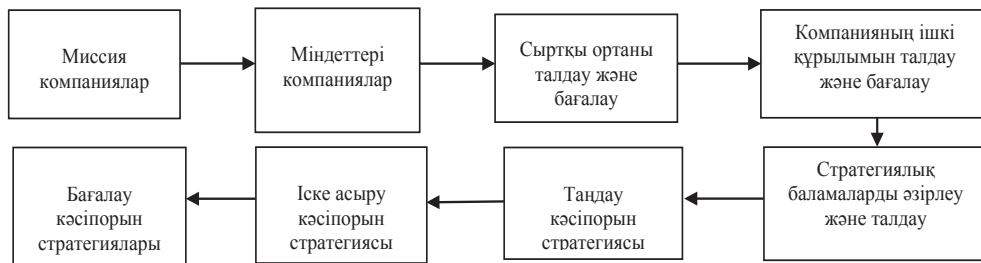 Миссия
компаниялар
Міндеттері
компаниялар
Сыртқы ортаны
талдау және
бағалау
Компанияның ішкі
құрылымын талдау
және бағалау
Стратегиялық
баламаларды әзірлеу
және талдау
Таңдау
кәсіпорын
стратегиясы
Іске асыру
кәсіпорын
стратегиясы
Бағалау
кәсіпорын
стратегиялары